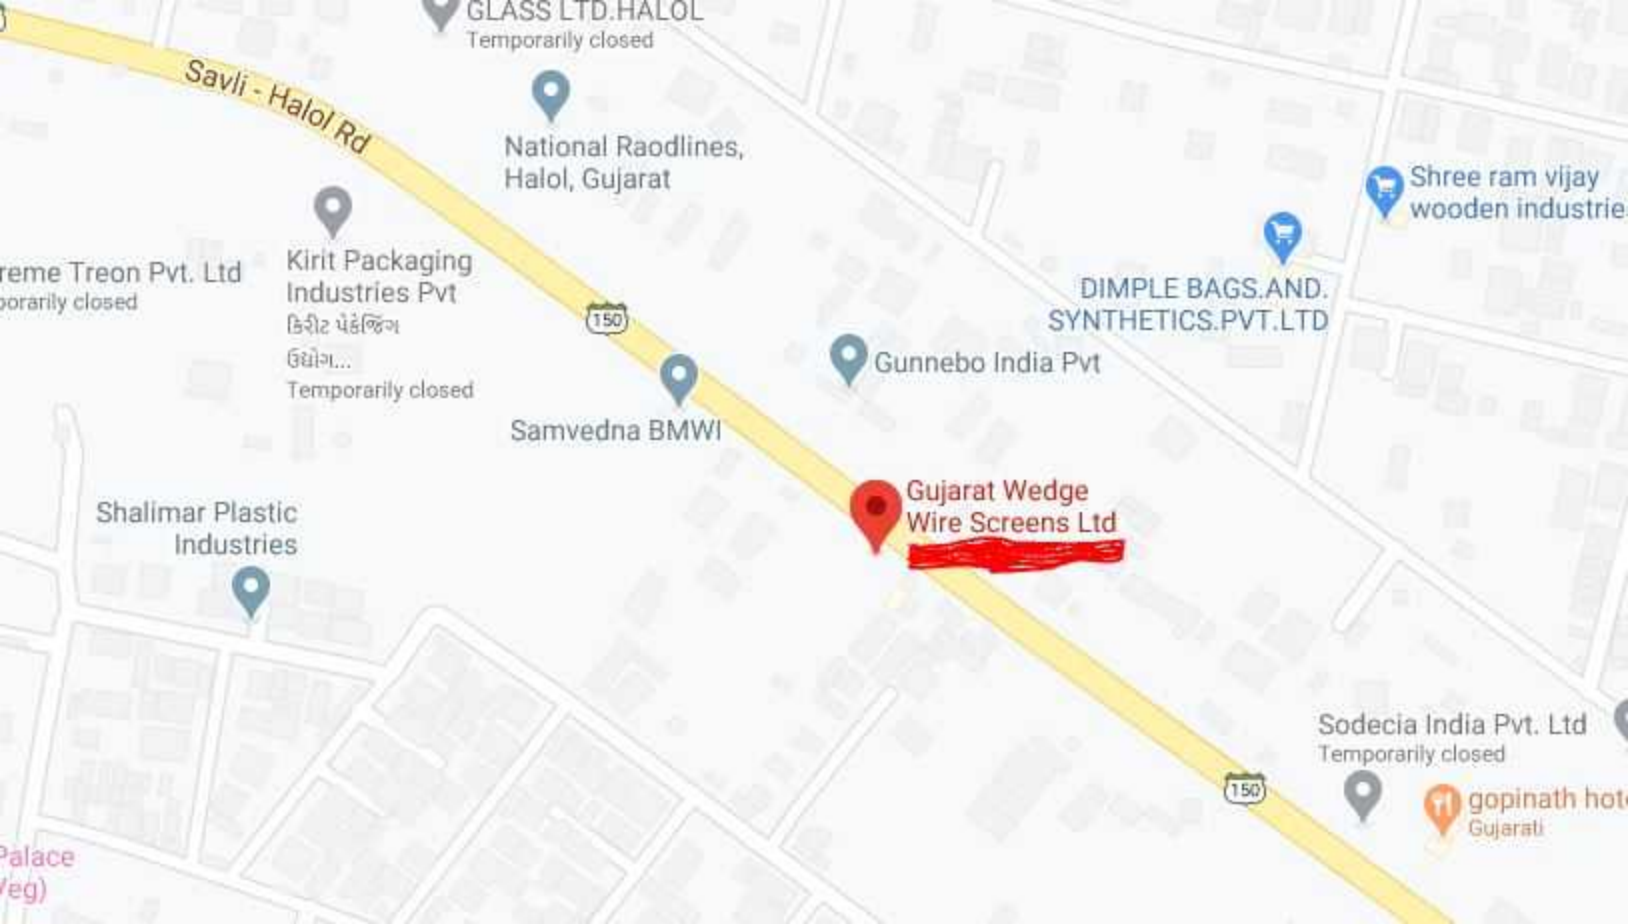 GLASS LTD.HALOL
Temporarily closed
Savli - Halol Rd
National Raodlines,
Halol, Gujarat
Shree ram vijay
wooden industrie
Kirit Packaging
Industries Pvt
કિરીટ પેકેજિંગ
ઉદ્યોગ...
Temporarily closed
reme Treon Pvt. Ltd
porarily closed
DIMPLE BAGS.AND.
SYNTHETICS.PVT.LTD
150
Gunnebo India Pvt
Samvedna BMWI
Gujarat Wedge
Wire Screens Ltd
Shalimar Plastic
Industries
Sodecia India Pvt. Ltd
Temporarily closed
150
gopinath hot
Gujarati
Palace
Veg)